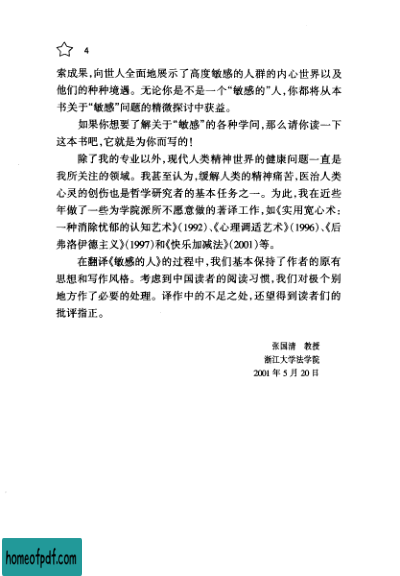 4
索成果，向世人全面地展示了高度敏感的人群的内心世界以及
他们的种种境遇。无论你是不是一个“敏感的”人，你都将从本
书关于“敏感”问题的精微探讨中获益。
如果你想要了解关于“敏感”的各种学问，那么请你读一下
这本书吧，它就是为你而写的！
除了我的专业以外，现代人类精神世界的健康问题一直是
我所关注的领域。我甚至认为，缓解人类的精神痛苦，医治人类
心灵的创伤也是哲学研究者的基本任务之一。为此，我在近些
年做了一些为学院派所不愿意做的著译工作，如《实用宽心术：
一种消除忧郁的认知艺术》(1992)、《心理调适艺术》(1996)、《后
弗洛伊德主义》(1997)和《快乐加减法》(2001)等。
在翻译《敏感的人》的过程中，我们基本保持了作者的原有
思想和写作风格。考虑到中国读者的阅读习惯，我们对极个别
地方作了必要的处理。译作中的不足之处，还望得到读者们的
批评指正。
张国清 教授
浙江大学法学院
2001 年 5 月 20 日
homeofpdf.com